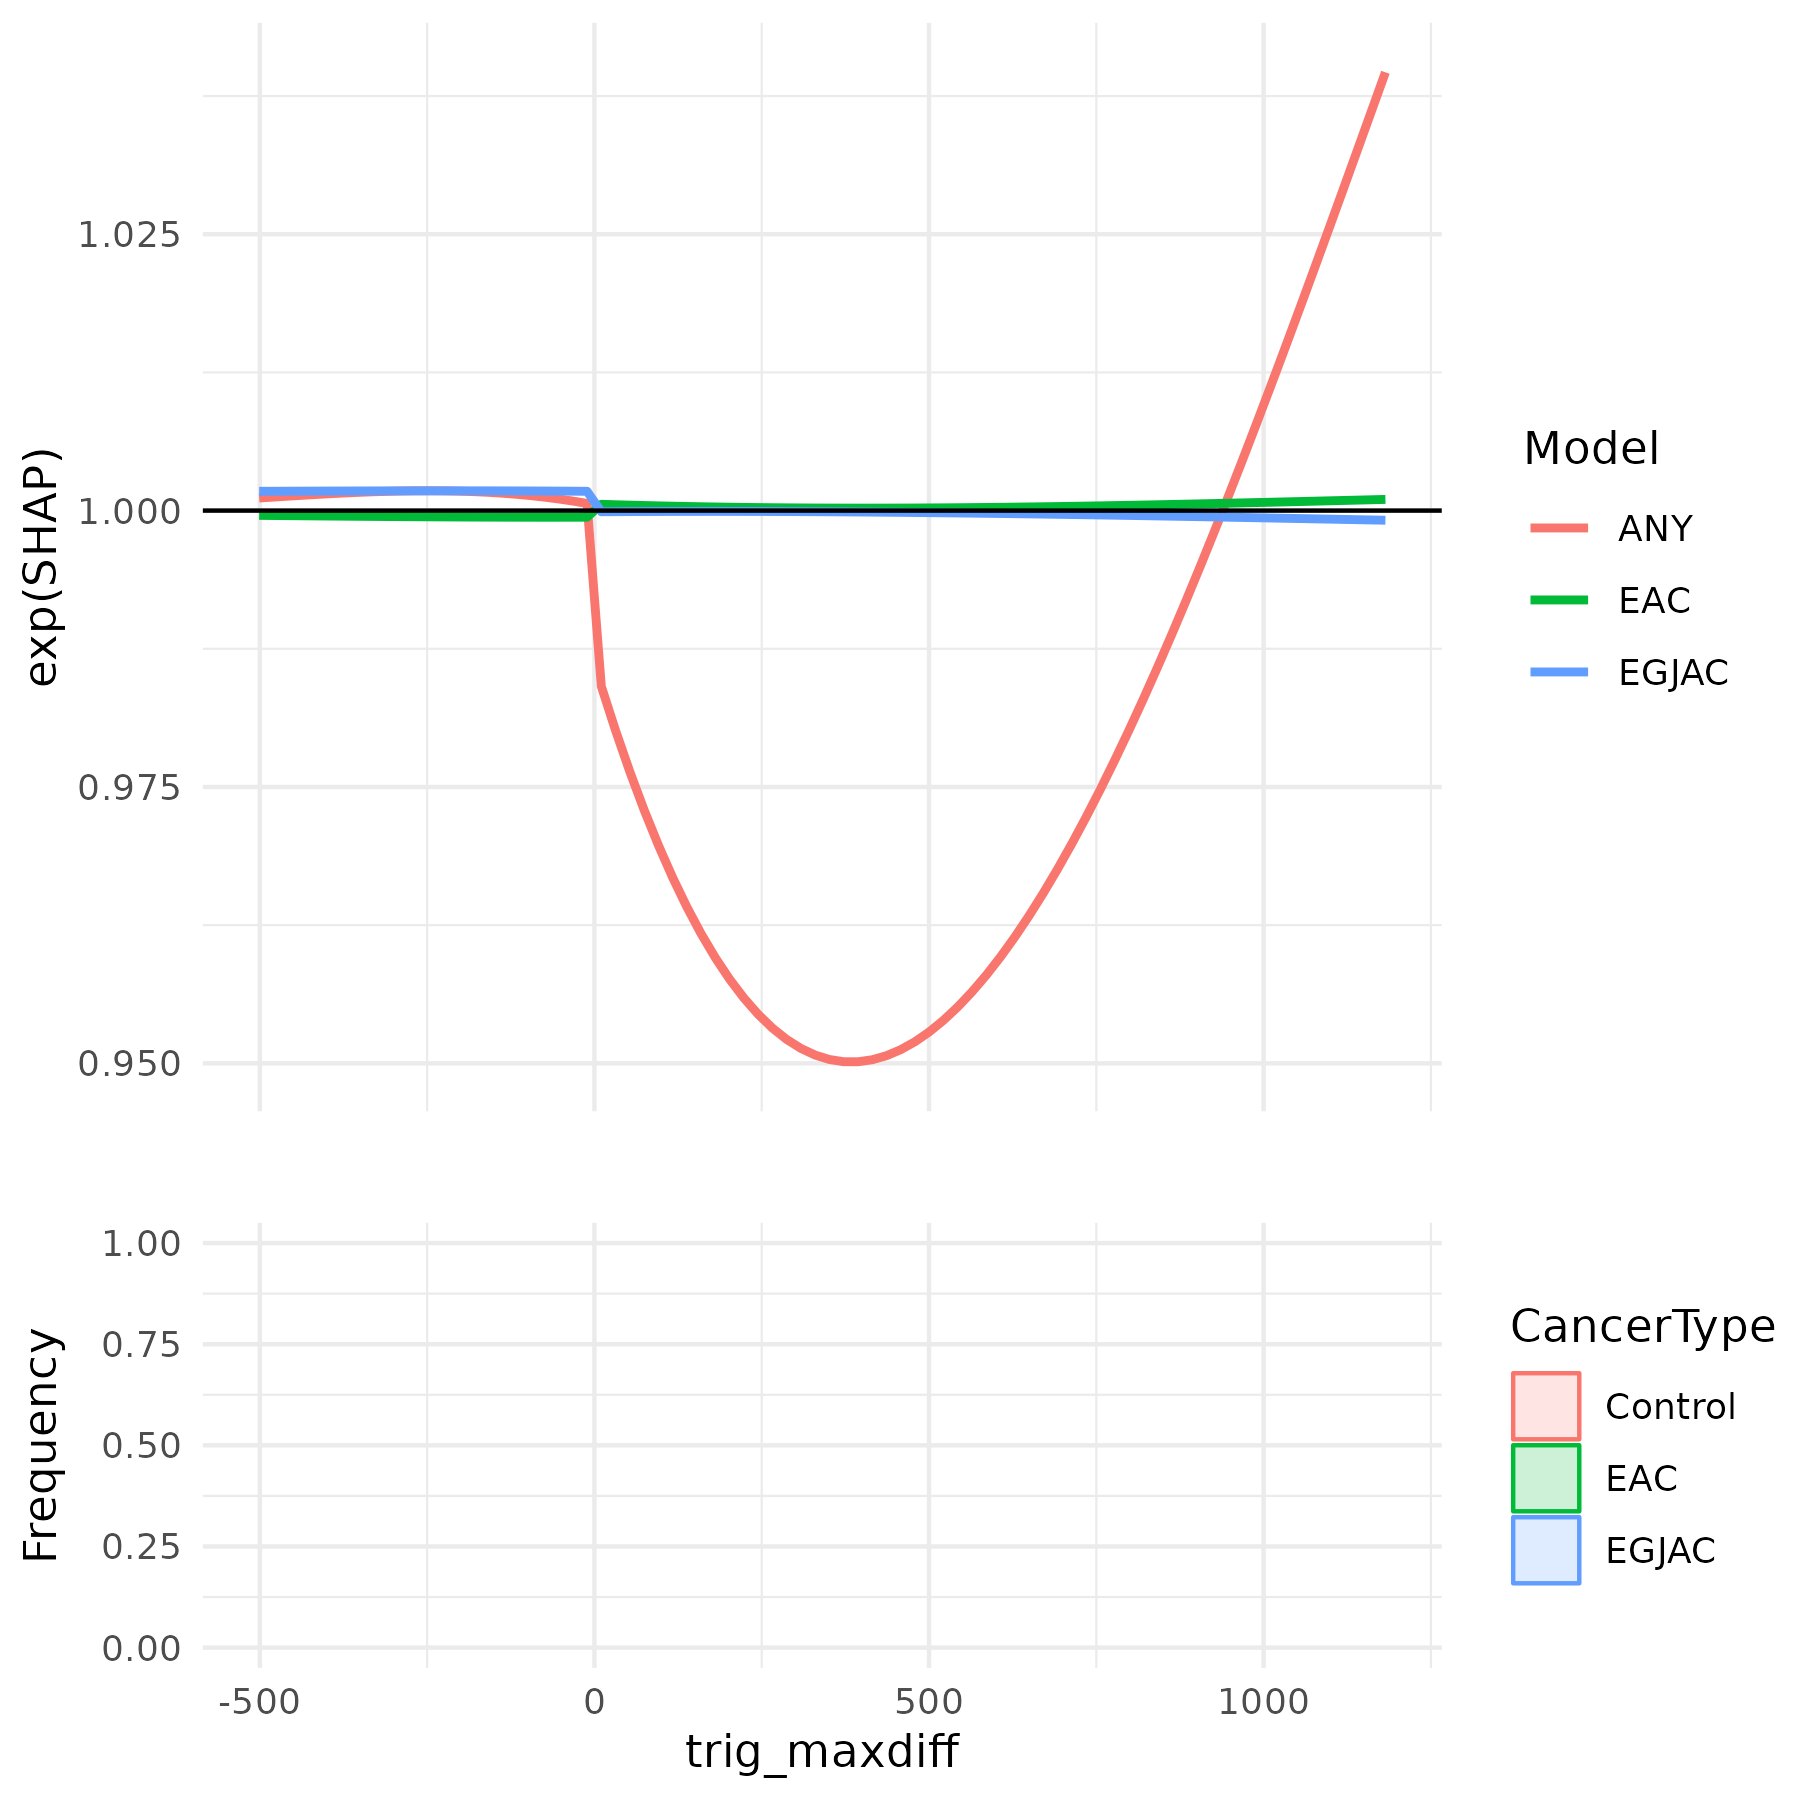 exp(SHAP)
1.025
1.000
0.975
0.950
Model
ANY
EAC
EGJAC
Frequency
1.00
0.75
0.50
0.25
0.00
-500
0
500
1000
trig_maxdiff
CancerType
Control
EAC
EGJAC